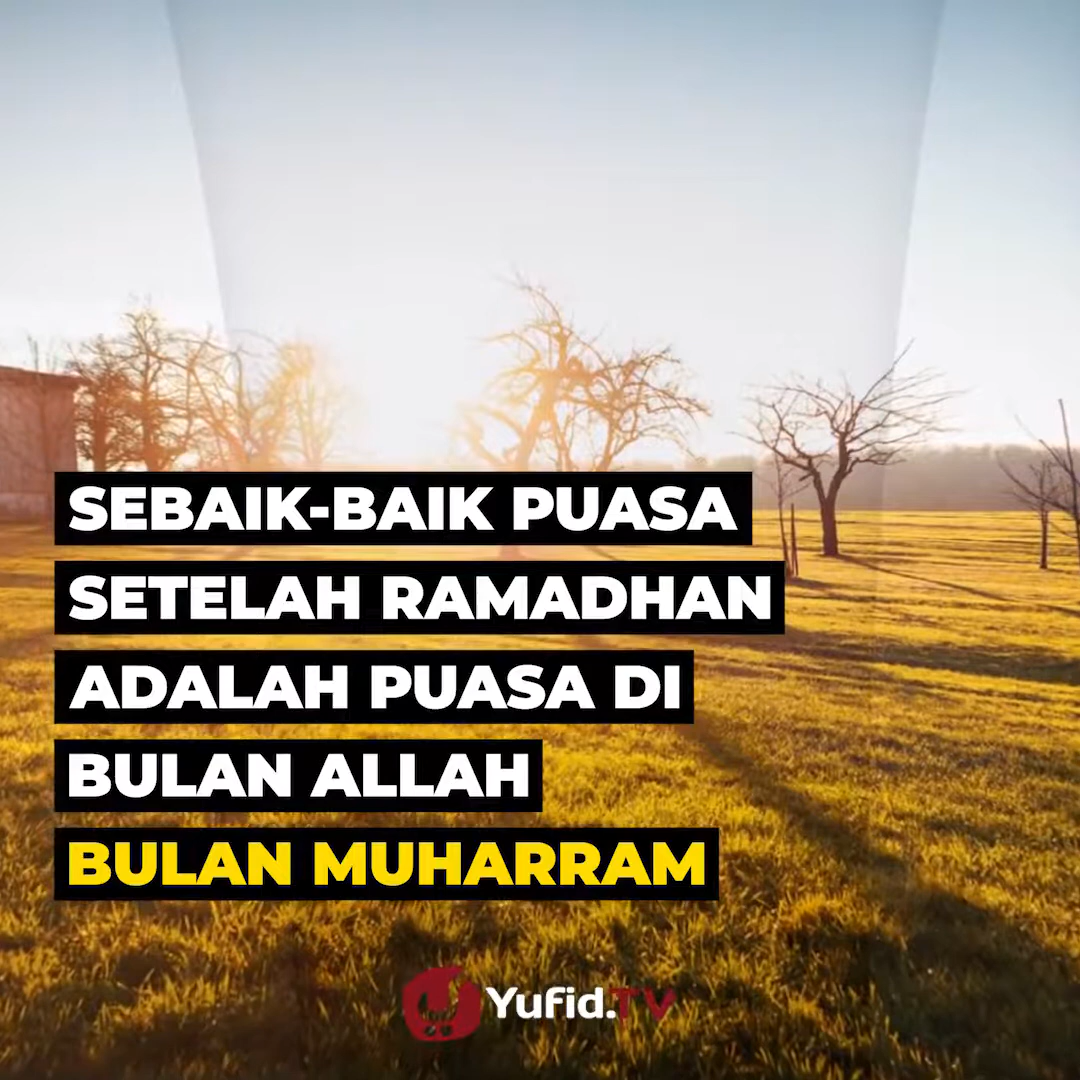 SEBAIK-BAIK PUASA
SETELAH RAMADHAN
ADALAH PUASA DI
BULAN ALLAH
BULAN MUHARRAM
Yufid.TV